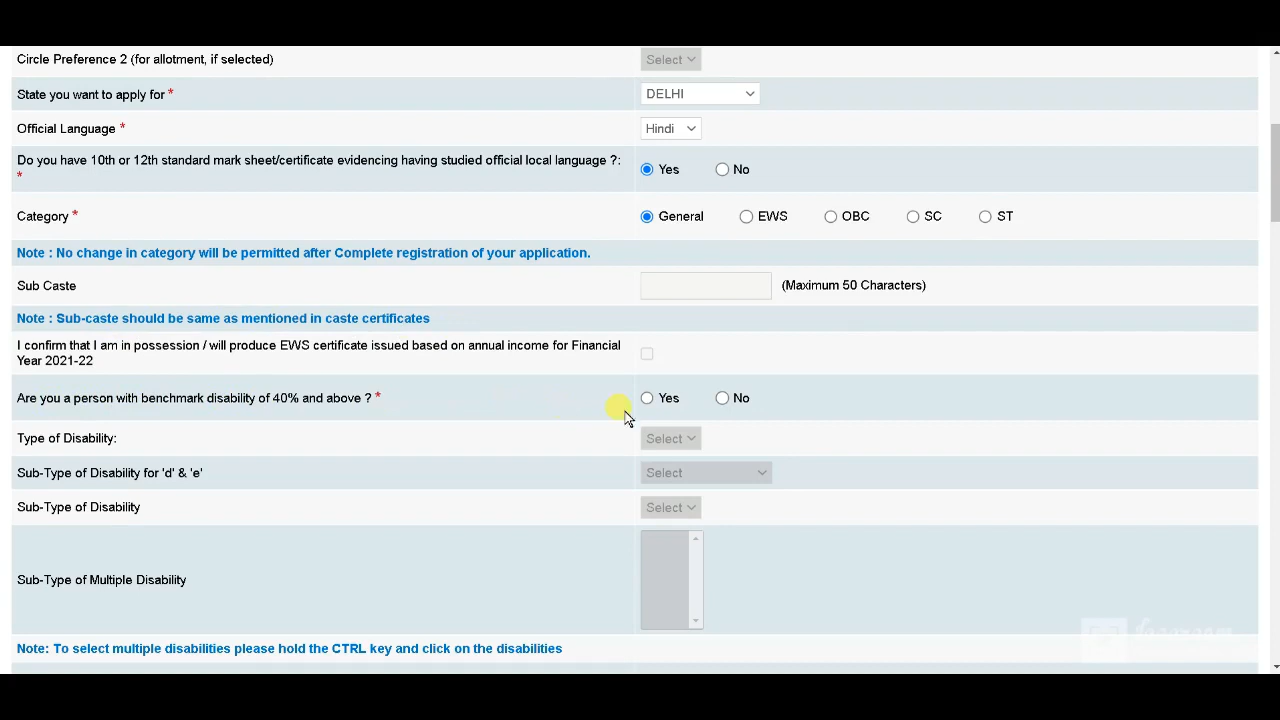 Circle Preference 2 (for allotment, if selected) Select
State you want to apply for * DELHI
Official Language * Hindi
Do you have 10th or 12th standard mark sheet/certificate evidencing having studied official local language ?:
* Yes No
Category * General EWS OBC SC ST
Note : No change in category will be permitted after Complete registration of your application.
Sub Caste (Maximum 50 Characters)
Note : Sub-caste should be same as mentioned in caste certificates
I confirm that I am in possession / will produce EWS certificate issued based on annual income for Financial
Year 2021-22
Are you a person with benchmark disability of 40% and above ? * Yes No
Type of Disability: Select
Sub-Type of Disability for 'd' & 'e' Select
Sub-Type of Disability Select
Sub-Type of Multiple Disability
Note: To select multiple disabilities please hold the CTRL key and click on the disabilities